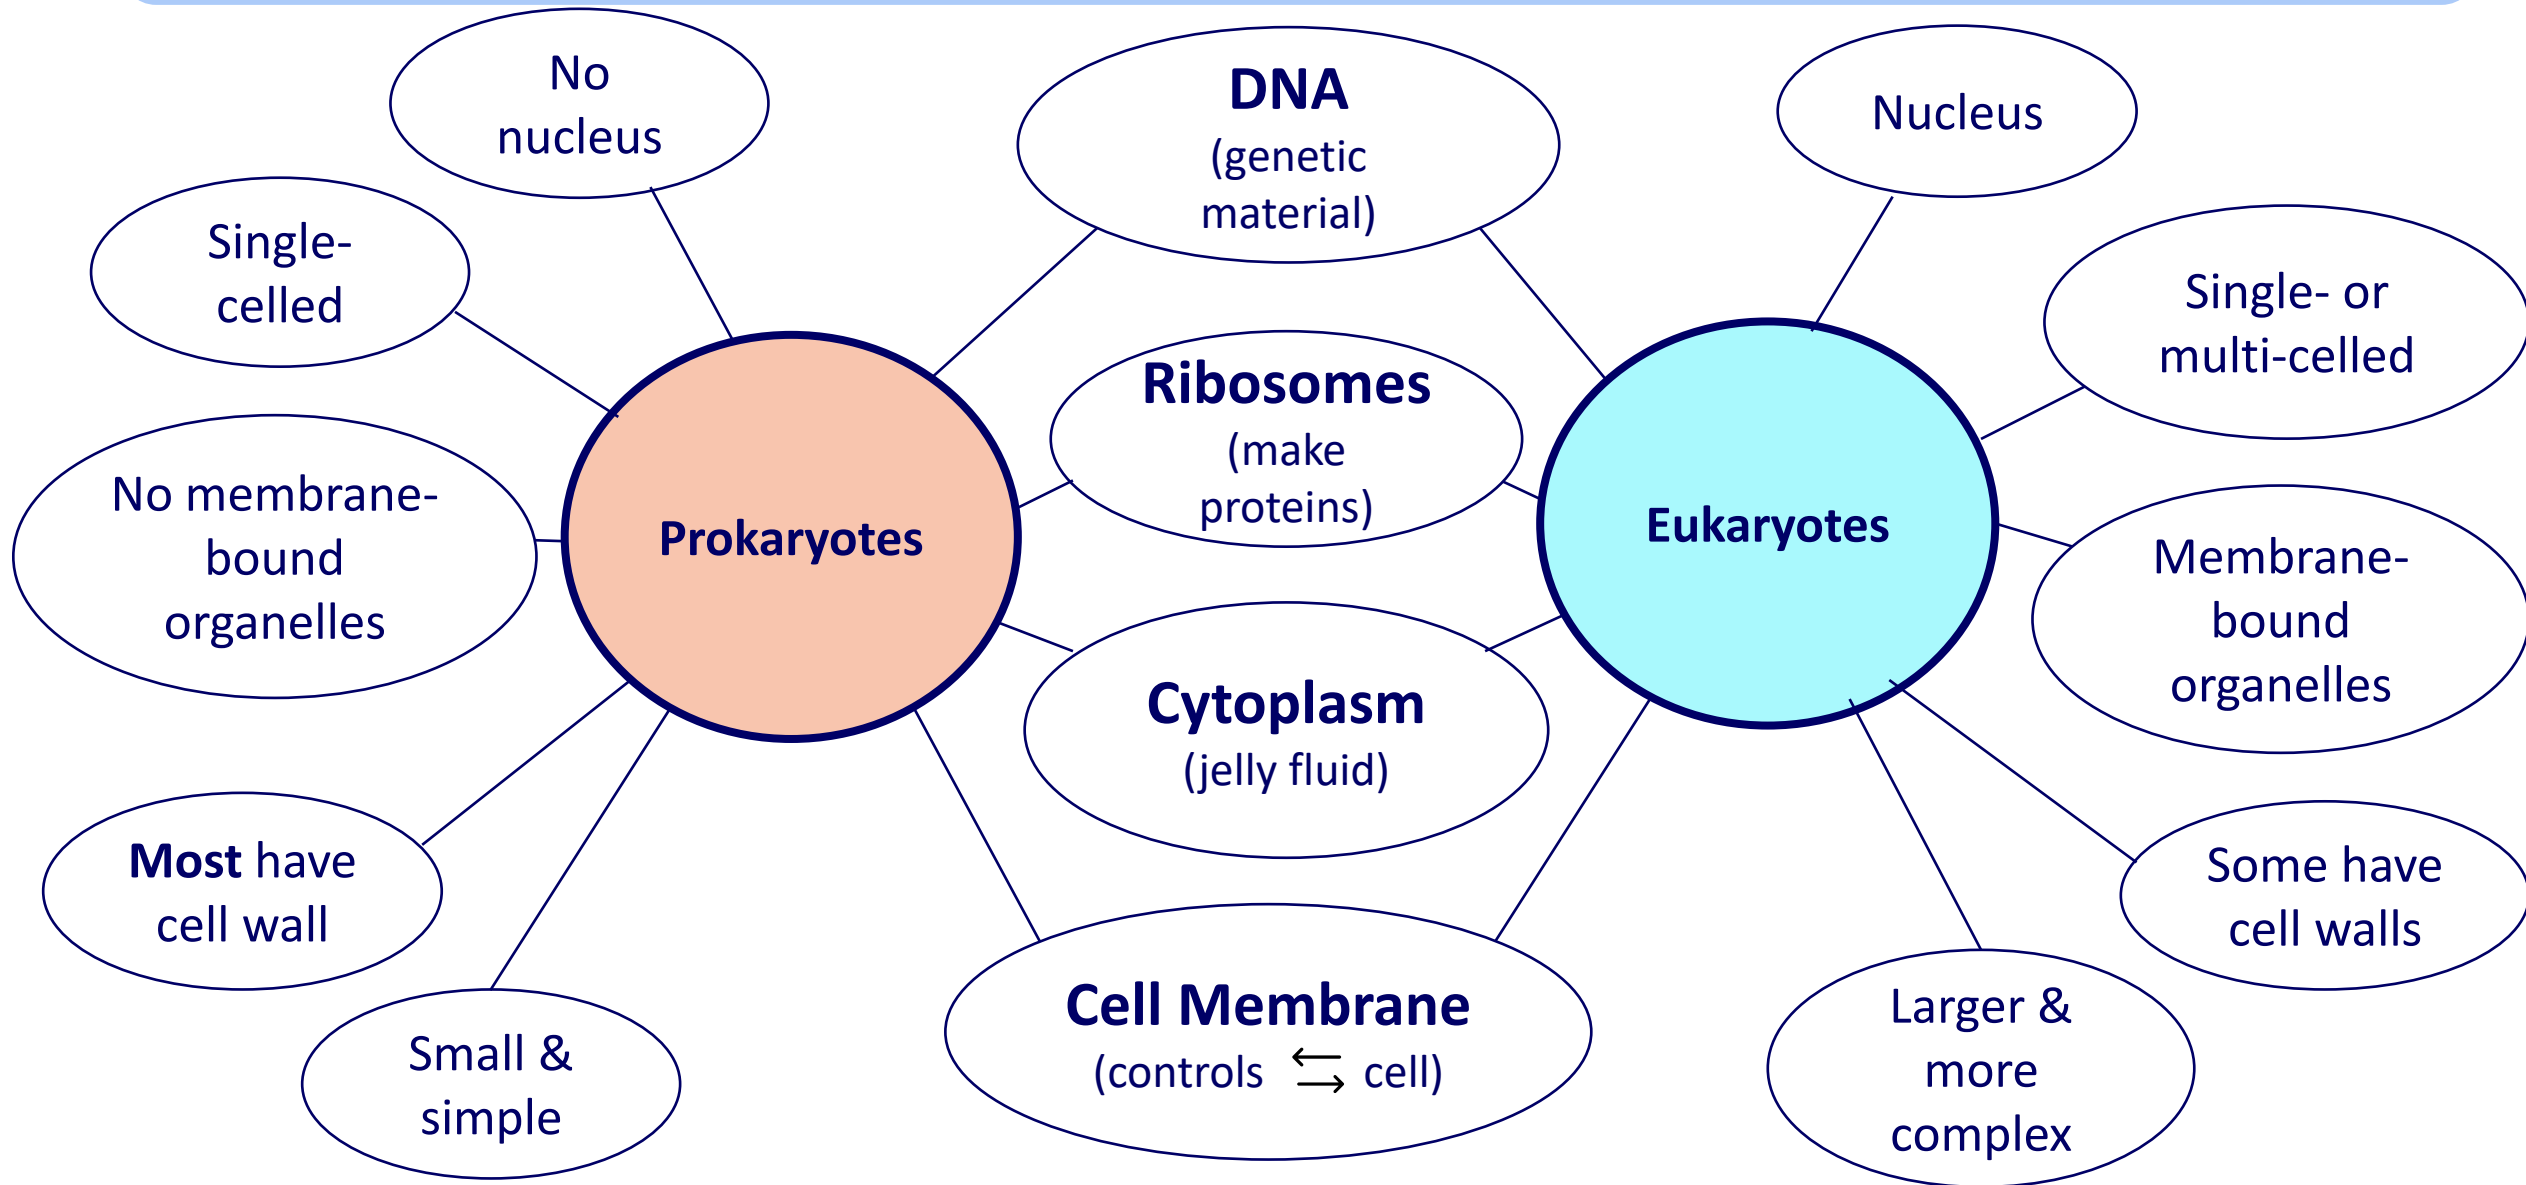 No
nucleus
Single-
celled
No membrane-
bound
organelles
Most have
cell wall
Small &
simple
Prokaryotes
DNA
(genetic
material)
Ribosomes
(make
proteins)
Cytoplasm
(jelly fluid)
Cell Membrane
(controls ⇆ cell)
Eukaryotes
Nucleus
Single- or
multi-celled
Membrane-
bound
organelles
Some have
cell walls
Larger &
more
complex